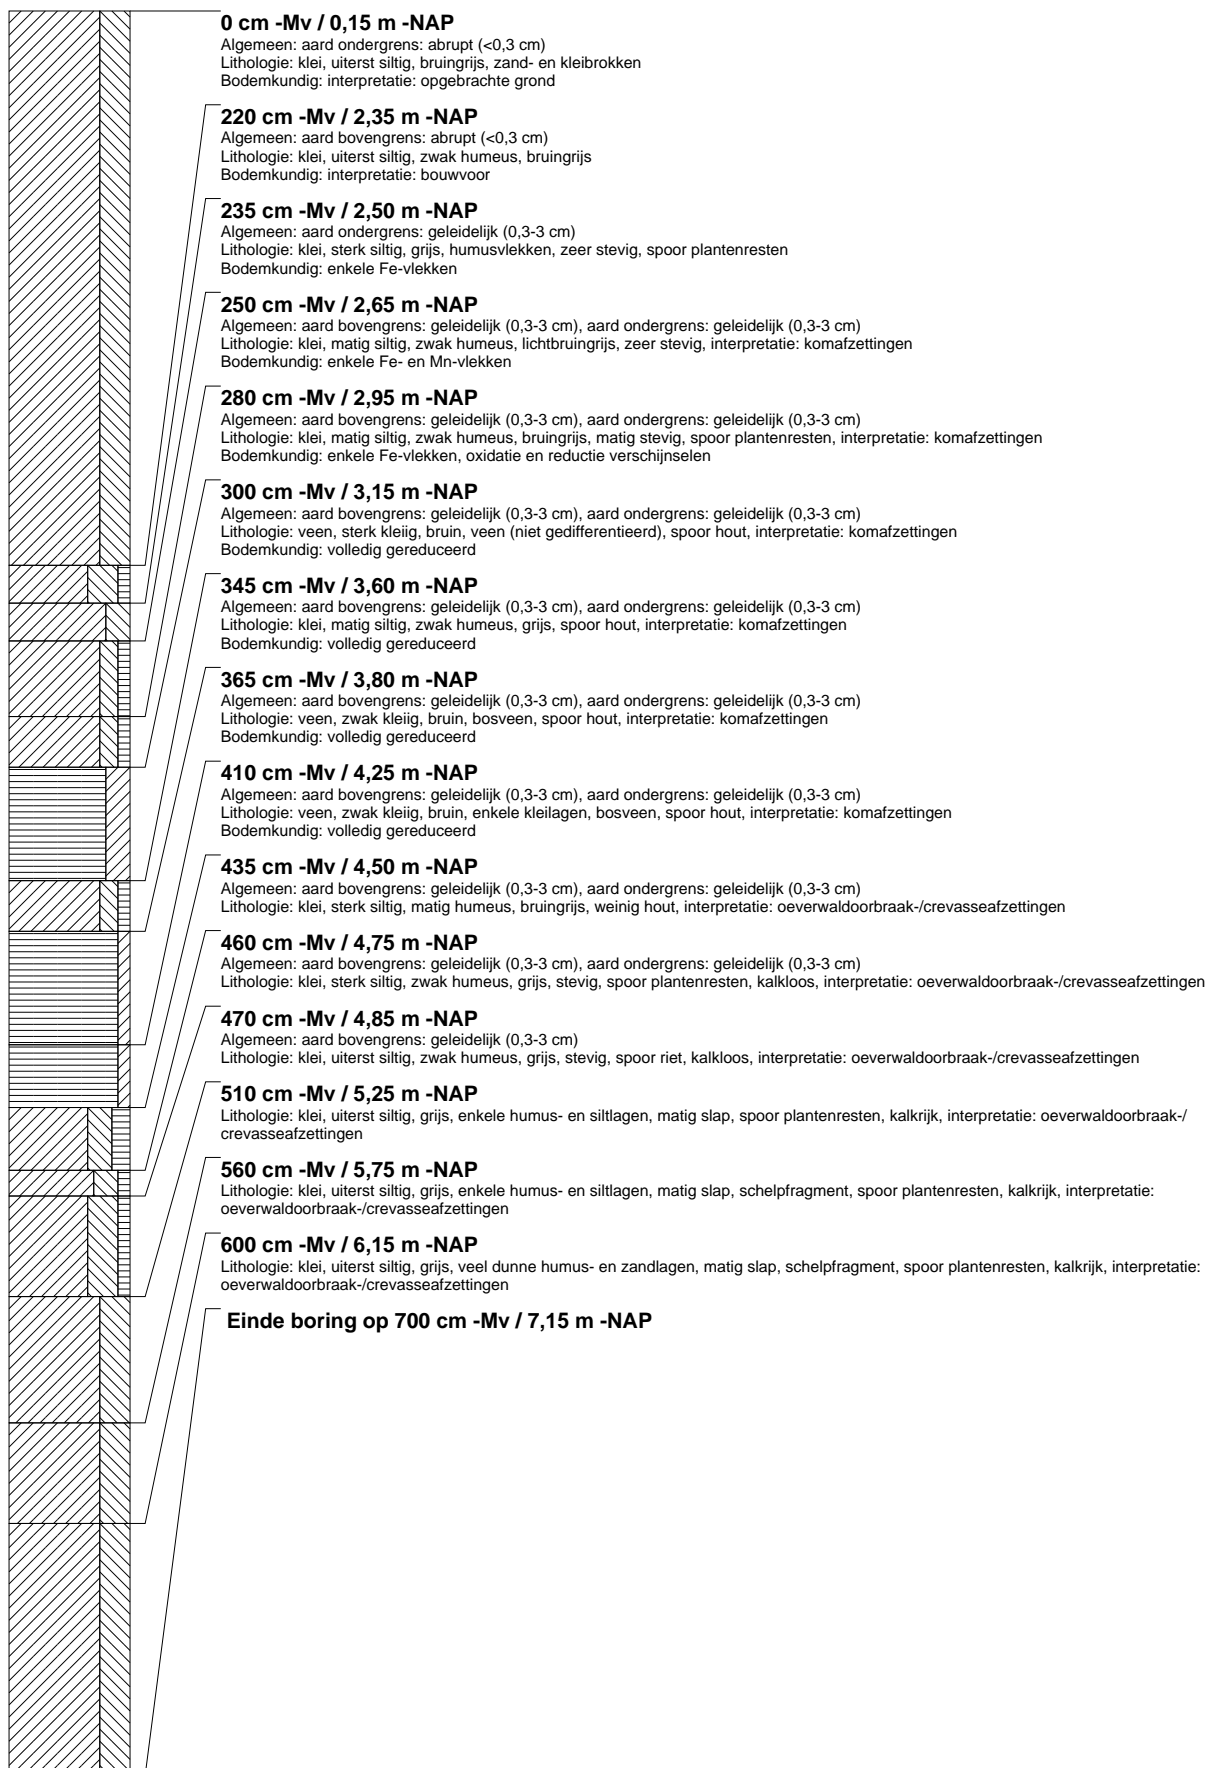 0 cm -Mv / 0,15 m -NAP
Algemeen: aard ondergrens: abrupt (<0,3 cm)
Lithologie: klei, uiterst siltig, bruingrijs, zand- en kleibrokken
Bodemkundig: interpretatie: opgebrachte grond
220 cm -Mv / 2,35 m -NAP
Algemeen: aard bovengrens: abrupt (<0,3 cm)
Lithologie: klei, uiterst siltig, zwak humeus, bruingrijs
Bodemkundig: interpretatie: bouwvoor
235 cm -Mv / 2,50 m -NAP
Algemeen: aard ondergrens: geleidelijk (0,3-3 cm)
Lithologie: klei, sterk siltig, grijs, humusvlekken, zeer stevig, spoor plantenresten
Bodemkundig: enkele Fe-vlekken
250 cm -Mv / 2,65 m -NAP
Algemeen: aard bovengrens: geleidelijk (0,3-3 cm), aard ondergrens: geleidelijk (0,3-3 cm)
Lithologie: klei, matig siltig, zwak humeus, lichtbruingrijs, zeer stevig, interpretatie: komafzettingen
Bodemkundig: enkele Fe- en Mn-vlekken
280 cm -Mv / 2,95 m -NAP
Algemeen: aard bovengrens: geleidelijk (0,3-3 cm), aard ondergrens: geleidelijk (0,3-3 cm)
Lithologie: klei, matig siltig, zwak humeus, bruingrijs, matig stevig, spoor plantenresten, interpretatie: komafzettingen
Bodemkundig: enkele Fe-vlekken, oxidatie en reductie verschijnselen
300 cm -Mv / 3,15 m -NAP
Algemeen: aard bovengrens: geleidelijk (0,3-3 cm), aard ondergrens: geleidelijk (0,3-3 cm)
Lithologie: veen, sterk kleiig, bruin, veen (niet gedifferentieerd), spoor hout, interpretatie: komafzettingen
Bodemkundig: volledig gereduceerd
345 cm -Mv / 3,60 m -NAP
Algemeen: aard bovengrens: geleidelijk (0,3-3 cm), aard ondergrens: geleidelijk (0,3-3 cm)
Lithologie: klei, matig siltig, zwak humeus, grijs, spoor hout, interpretatie: komafzettingen
Bodemkundig: volledig gereduceerd
365 cm -Mv / 3,80 m -NAP
Algemeen: aard bovengrens: geleidelijk (0,3-3 cm), aard ondergrens: geleidelijk (0,3-3 cm)
Lithologie: veen, zwak kleiig, bruin, bosveen, spoor hout, interpretatie: komafzettingen
Bodemkundig: volledig gereduceerd
410 cm -Mv / 4,25 m -NAP
Algemeen: aard bovengrens: geleidelijk (0,3-3 cm), aard ondergrens: geleidelijk (0,3-3 cm)
Lithologie: veen, zwak kleiig, bruin, enkele kleilagen, bosveen, spoor hout, interpretatie: komafzettingen
Bodemkundig: volledig gereduceerd
435 cm -Mv / 4,50 m -NAP
Algemeen: aard bovengrens: geleidelijk (0,3-3 cm), aard ondergrens: geleidelijk (0,3-3 cm)
Lithologie: klei, sterk siltig, matig humeus, bruingrijs, weinig hout, interpretatie: oeverwaldoorbraak-/crevasseafzettingen
460 cm -Mv / 4,75 m -NAP
Algemeen: aard bovengrens: geleidelijk (0,3-3 cm), aard ondergrens: geleidelijk (0,3-3 cm)
Lithologie: klei, sterk siltig, zwak humeus, grijs, stevig, spoor plantenresten, kalkloos, interpretatie: oeverwaldoorbraak-/crevasseafzettingen
470 cm -Mv / 4,85 m -NAP
Algemeen: aard bovengrens: geleidelijk (0,3-3 cm)
Lithologie: klei, uiterst siltig, zwak humeus, grijs, stevig, spoor riet, kalkloos, interpretatie: oeverwaldoorbraak-/crevasseafzettingen
510 cm -Mv / 5,25 m -NAP
Lithologie: klei, uiterst siltig, grijs, enkele humus- en siltlagen, matig slap, spoor plantenresten, kalkrijk, interpretatie: oeverwaldoorbraak-/
crevasseafzettingen
560 cm -Mv / 5,75 m -NAP
Lithologie: klei, uiterst siltig, grijs, enkele humus- en siltlagen, matig slap, schelpfragment, spoor plantenresten, kalkrijk, interpretatie:
oeverwaldoorbraak-/crevasseafzettingen
600 cm -Mv / 6,15 m -NAP
Lithologie: klei, uiterst siltig, grijs, veel dunne humus- en zandlagen, matig slap, schelpfragment, spoor plantenresten, kalkrijk, interpretatie:
oeverwaldoorbraak-/crevasseafzettingen
Einde boring op 700 cm -Mv / 7,15 m -NAP